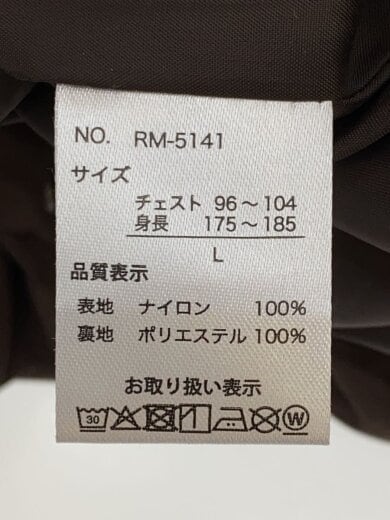 NO. RM-5141
サイズ
チェスト 96～104
身長 175～185
L
品質表示
表地 ナイロン 100%
裏地 ポリエステル 100%
お取り扱い表示
30 W